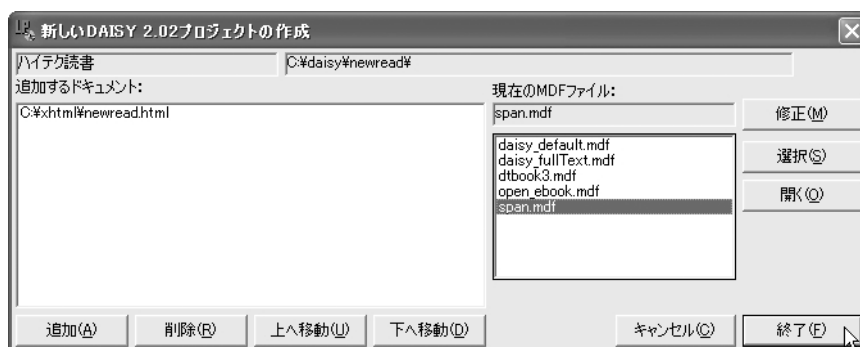 新しいDAISY 2.02プロジェクトの作成
ハイテク読書
C:¥daisy¥newread¥
追加するドキュメント:
C:¥xhtml¥newread.html
現在のMDFファイル:
span.mdf
daisy_default.mdf
daisy_fullText.mdf
dtbook3.mdf
open_ebook.mdf
span.mdf
修正(M)
選択(S)
開く(O)
追加(A)
削除(R)
上へ移動(U)
下へ移動(D)
キャンセル(C)
終了(F)